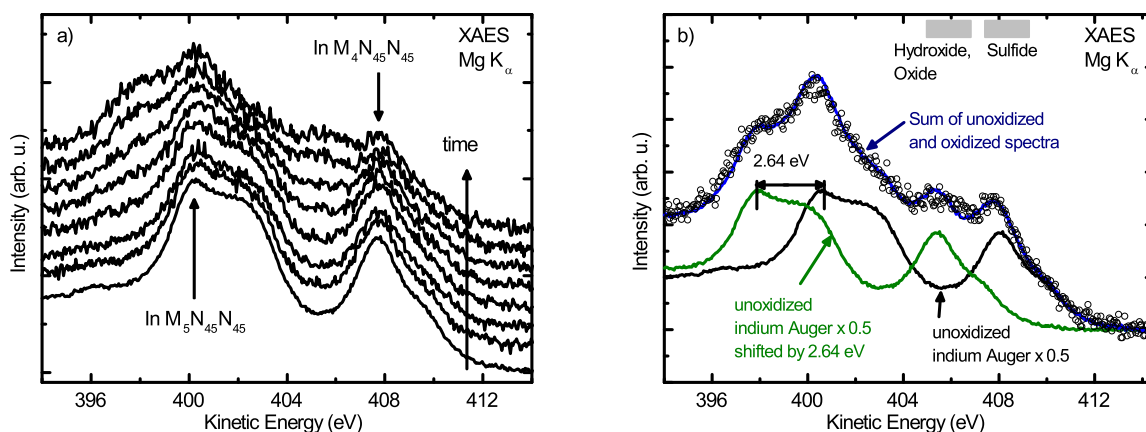 a)
In M₄N₄₅N₄₅
XAES
Mg Kα
time
In M₅N₄₅N₄₅
Intensity (arb. u.)
396 400 404 408 412
Kinetic Energy (eV)
b)
XAES
Mg Kα
Hydroxide,
Oxide
Sulfide
Sum of unoxidized
and oxidized spectra
2.64 eV
unoxidized
indium Auger x 0.5
shifted by 2.64 eV
unoxidized
indium Auger x 0.5
Intensity (arb. u.)
396 400 404 408 412
Kinetic Energy (eV)